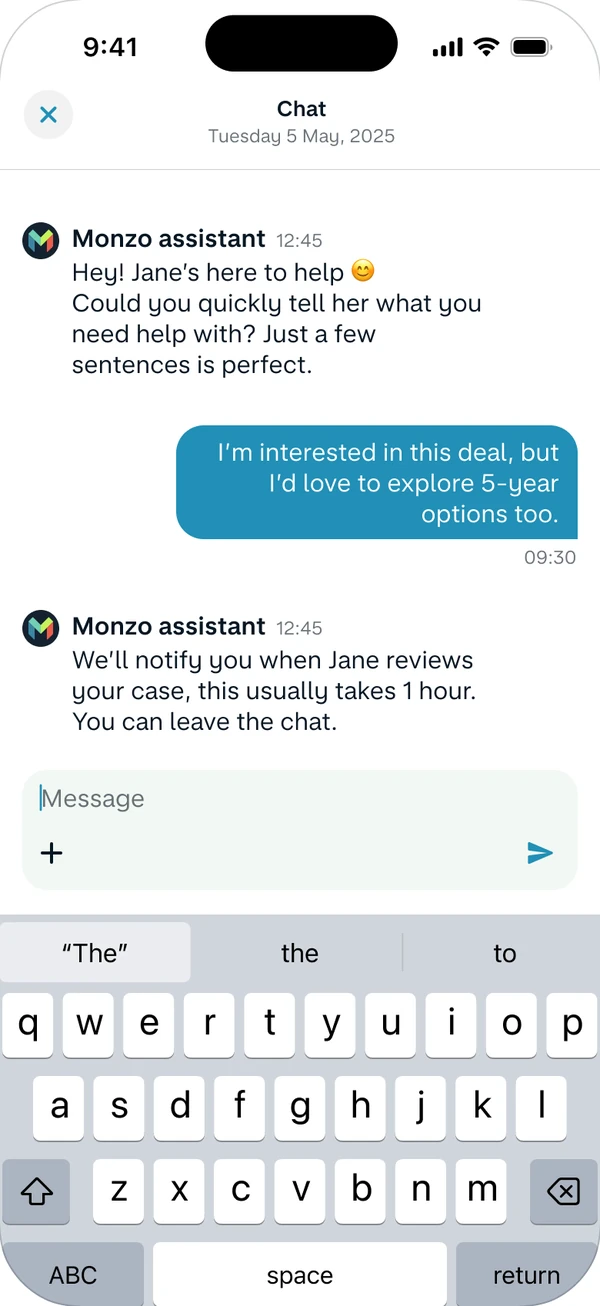 9:41
Chat
Tuesday 5 May, 2025
Monzo assistant 12:45
Hey! Jane’s here to help 😊
Could you quickly tell her what you
need help with? Just a few
sentences is perfect.
I’m interested in this deal, but
I’d love to explore 5-year
options too.
09:30
Monzo assistant 12:45
We’ll notify you when Jane reviews
your case, this usually takes 1 hour.
You can leave the chat.
Message
“The” the to
q w e r t y u i o p
a s d f g h j k l
z x c v b n m
ABC space return